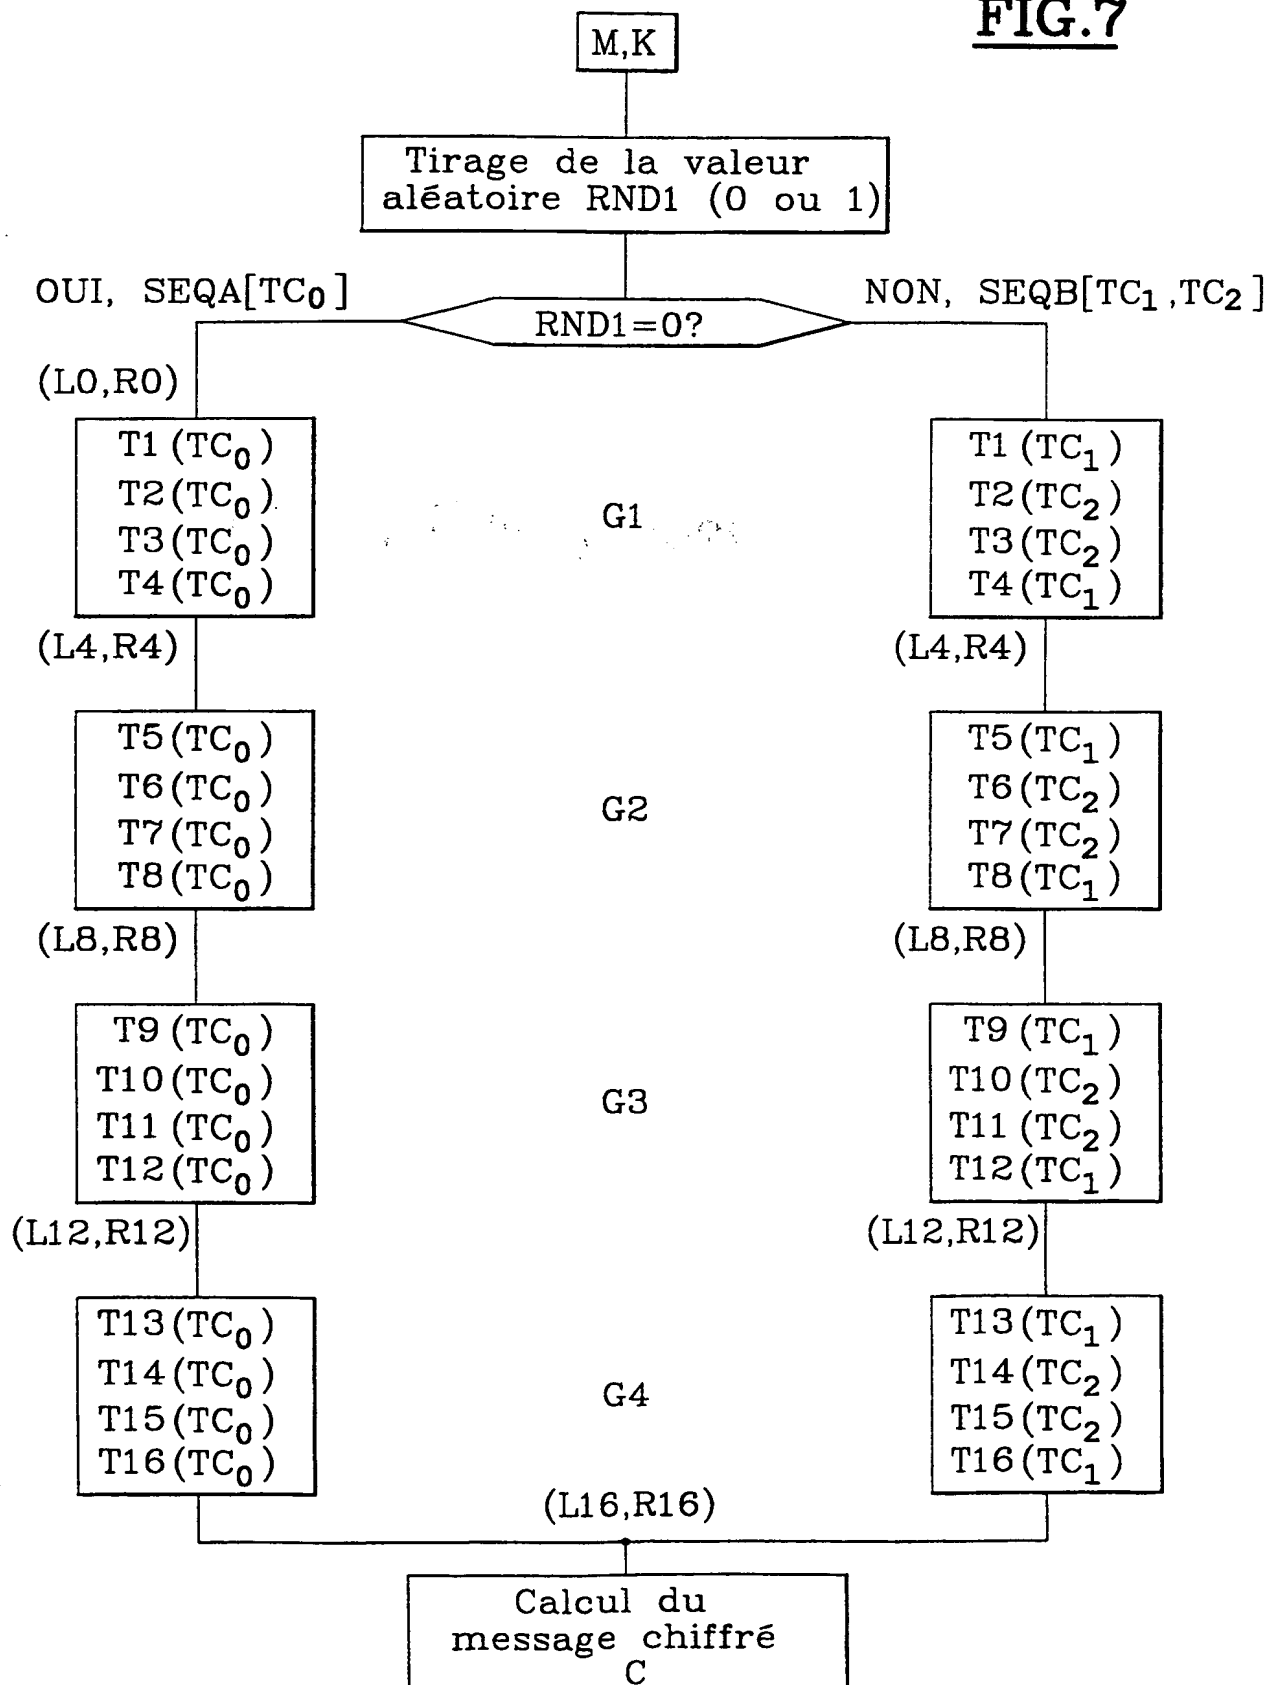 FIG.7
M,K
Tirage de la valeur
aléatoire RND1 (0 ou 1)
OUI, SEQA[TC0]
NON, SEQB[TC1,TC2]
RND1=0?
(L0,R0)
T1(TC0)
T2(TC0)
T3(TC0)
T4(TC0)
G1
T1(TC1)
T2(TC2)
T3(TC2)
T4(TC1)
(L4,R4)
(L4,R4)
T5(TC0)
T6(TC0)
T7(TC0)
T8(TC0)
G2
T5(TC1)
T6(TC2)
T7(TC2)
T8(TC1)
(L8,R8)
(L8,R8)
T9(TC0)
T10(TC0)
T11(TC0)
T12(TC0)
G3
T9(TC1)
T10(TC2)
T11(TC2)
T12(TC1)
(L12,R12)
(L12,R12)
T13(TC0)
T14(TC0)
T15(TC0)
T16(TC0)
G4
T13(TC1)
T14(TC2)
T15(TC2)
T16(TC1)
(L16,R16)
Calcul du
message chiffré
C